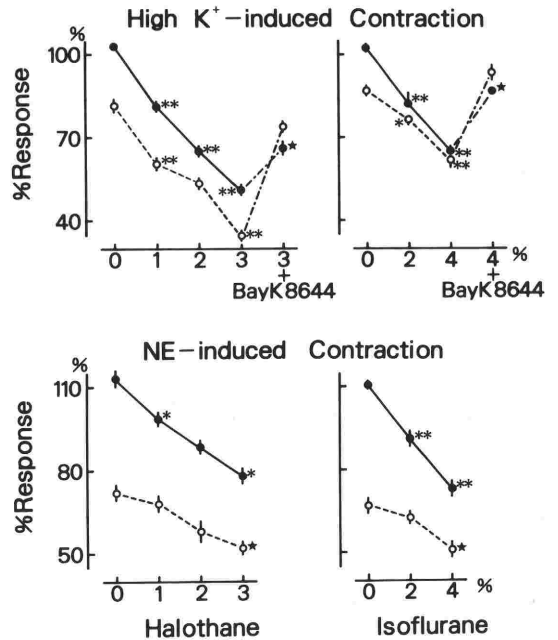 High K⁺-induced Contraction
%
100
70
40
%Response
** ** ** ** ** ★
** * ** ** ★
0 1 2 3 3 0 2 4 4 %
+ +
BayK8644 BayK8644
NE-induced Contraction
%
110
80
50
%Response
* * ★
** ** ★
0 1 2 3 0 2 4 %
Halothane Isoflurane